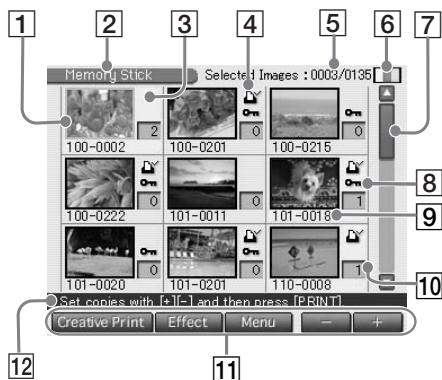 1 2 3 4 5 6 7
Memory Stick Selected Images : 0003/0135
2 0 0
100-0002 100-0201 100-0215
0 0 1 8
100-0222 101-0011 101-0018 9
0 0 1 10
101-0020 101-0201 110-0008
Set copies with [+][-] and then press [PRINT]
Creative Print Effect Menu - +
12 11